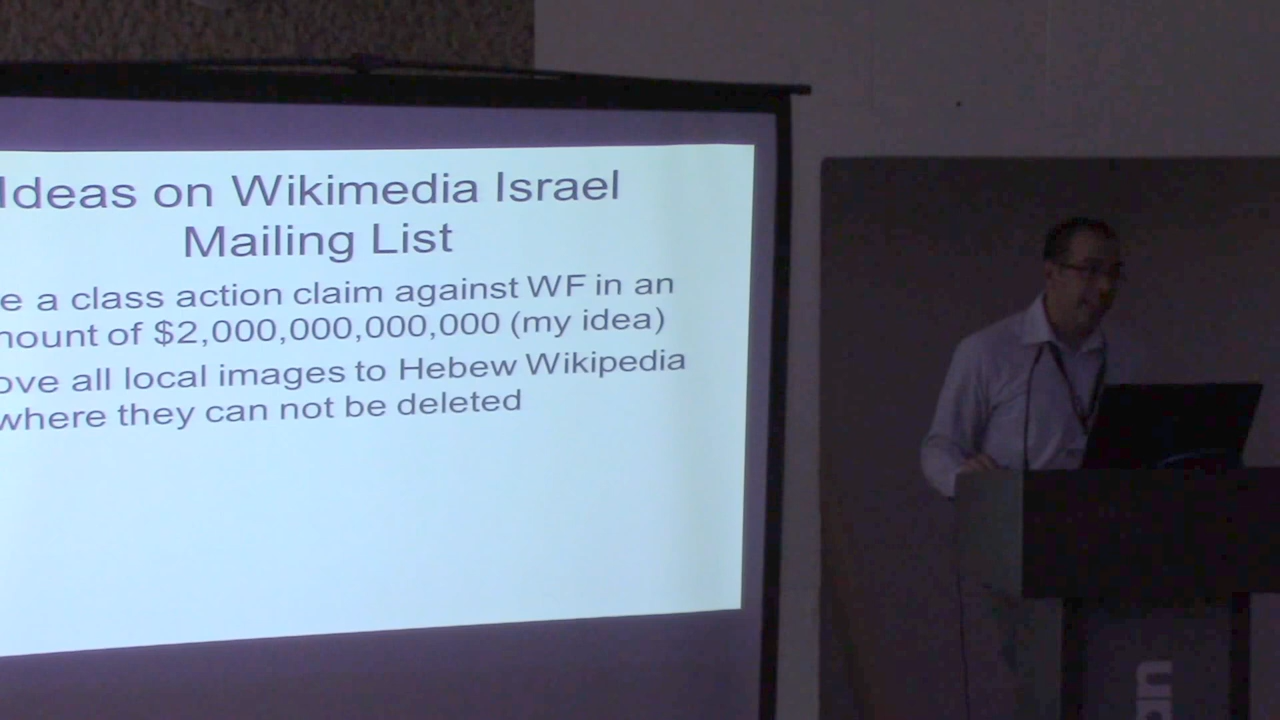 Ideas on Wikimedia Israel
Mailing List
e a class action claim against WF in an
mount of $2,000,000,000,000 (my idea)
ove all local images to Hebew Wikipedia
where they can not be deleted